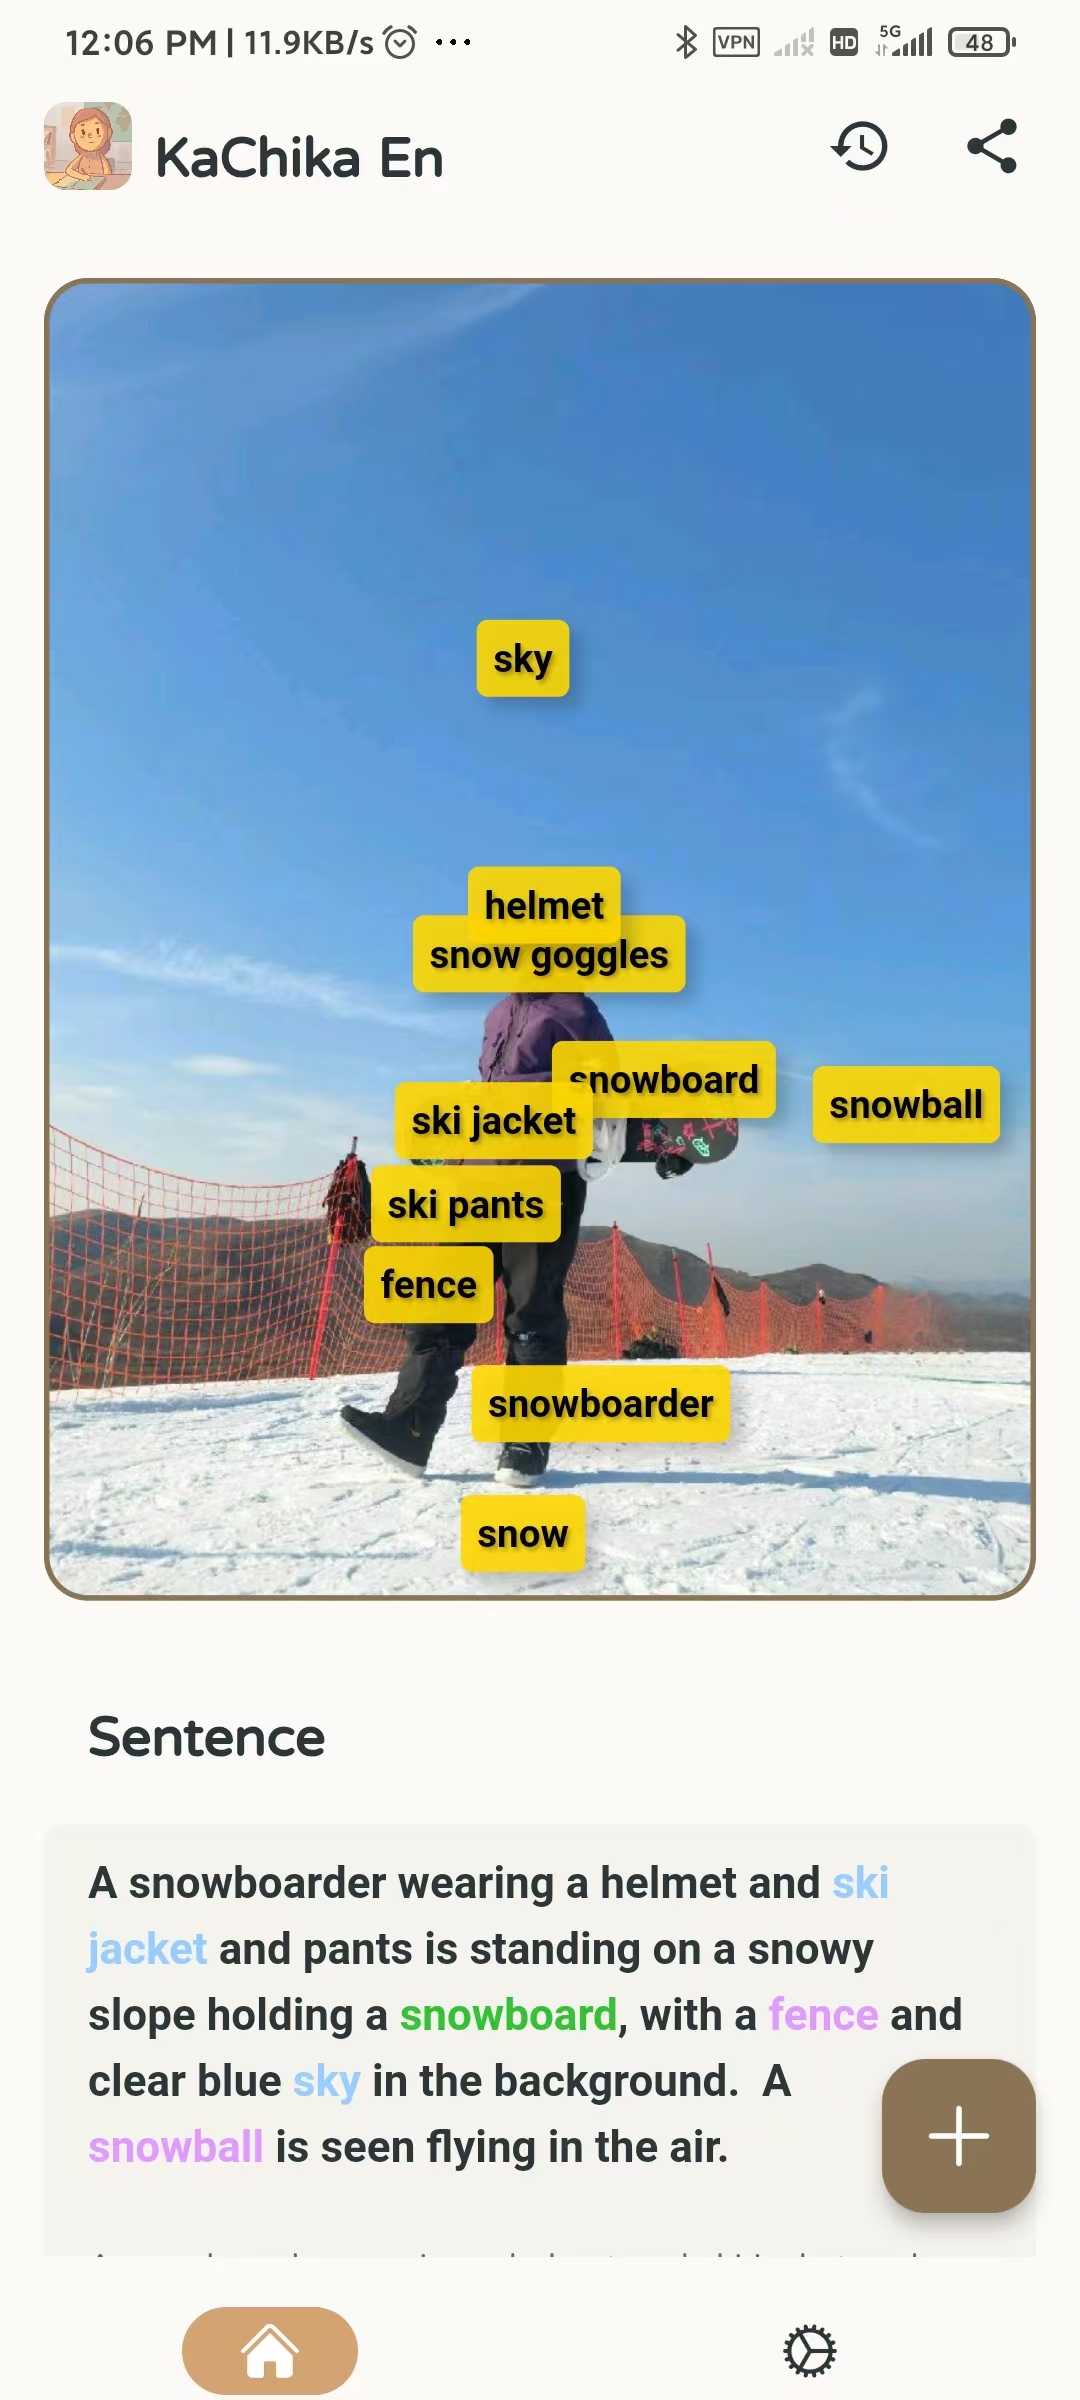 12:06 PM | 11.9KB/s ... VPN HD 5G 48
KaChika En
sky
helmet
snow goggles
snowboard
snowball
ski jacket
ski pants
fence
snowboarder
snow
Sentence
A snowboarder wearing a helmet and ski
jacket and pants is standing on a snowy
slope holding a snowboard, with a fence and
clear blue sky in the background.  A
snowball is seen flying in the air.